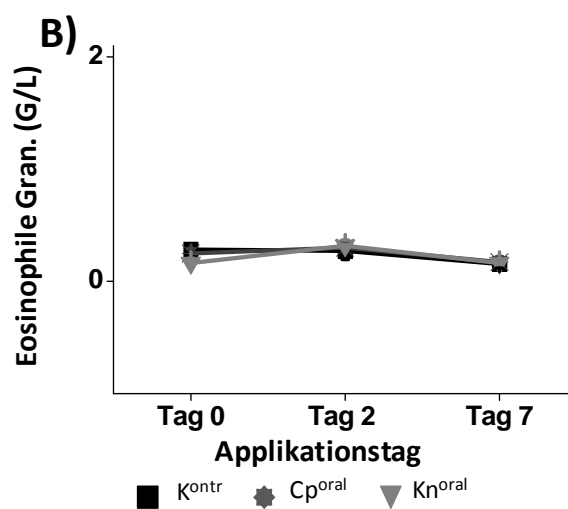 B)
Eosinophile Gran. (G/L)
2
0
Tag 0 Tag 2 Tag 7
Applikationstag
Kontr Cporal Knoral